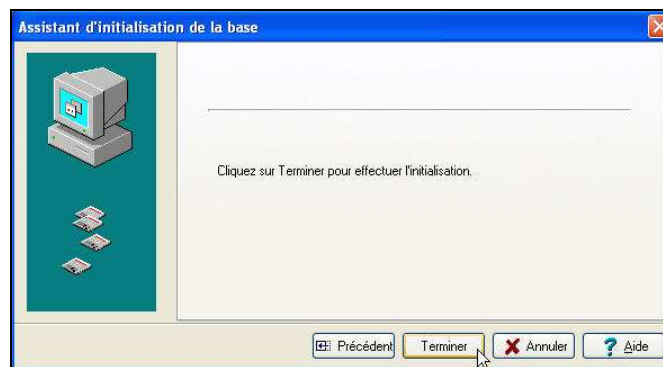 Assistant d'initialisation de la base
Cliquez sur Terminer pour effectuer l'initialisation.
Précédent Terminer Annuler Aide